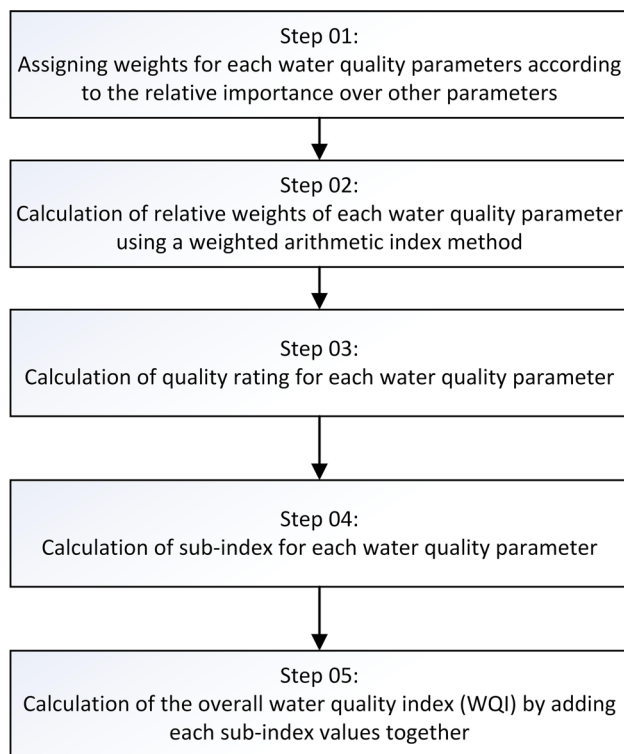 Step 01:
Assigning weights for each water quality parameters according
to the relative importance over other parameters
Step 02:
Calculation of relative weights of each water quality parameter
using a weighted arithmetic index method
Step 03:
Calculation of quality rating for each water quality parameter
Step 04:
Calculation of sub-index for each water quality parameter
Step 05:
Calculation of the overall water quality index (WQI) by adding
each sub-index values together